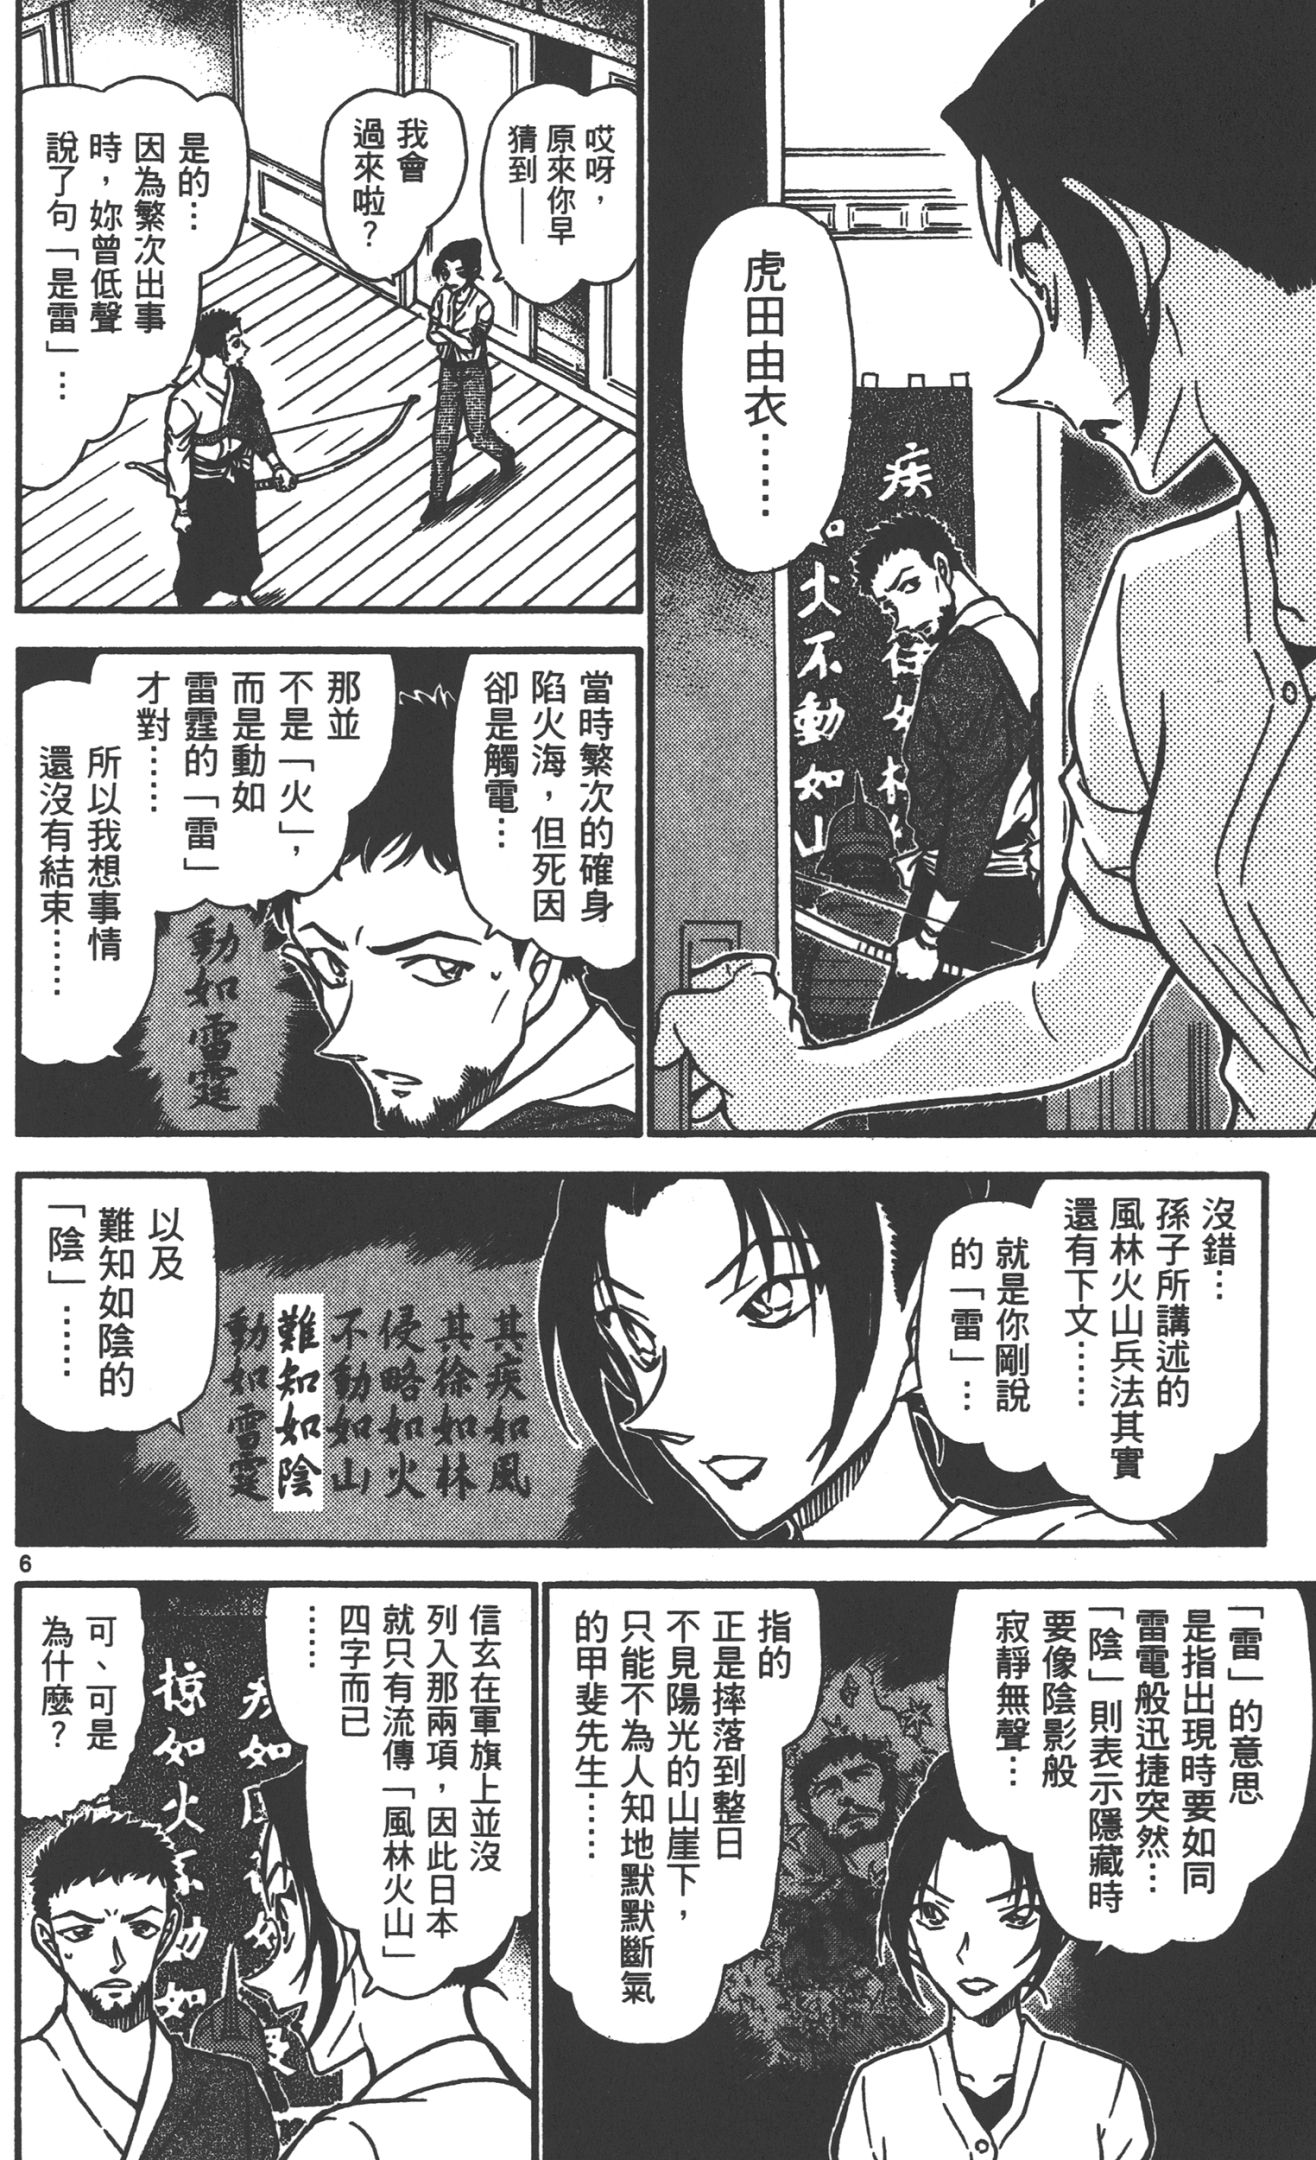 虎田由衣⋯⋯
疾
火不動如山
徐如林
哎呀，
原來你早
猜到——
我會
過來啦？
是的⋯
因為繁次出事
時，妳曾低聲
說了句「是雷」⋯
當時繁次的確身
陷火海，但死因
卻是觸電⋯
那並
不是「火」，
而是動如
雷霆的「雷」
才對⋯⋯
所以我想事情
還沒有結束⋯⋯
動如雷霆
沒錯⋯
孫子所講述的
風林火山兵法其實
還有下文⋯⋯
就是你剛說
的「雷」⋯
其疾如風
其徐如林
侵略如火
不動如山
難知如陰
動如雷霆
以及
難知如陰的
「陰」⋯⋯
6
「雷」的意思
是指出現時要如同
雷電般迅捷突然⋯
「陰」則表示隱藏時
要像陰影般
寂靜無聲⋯
指的
正是摔落到整日
不見陽光的山崖下，
只能不為人知地默默斷氣
的甲斐先生⋯⋯
信玄在軍旗上並沒
列入那兩項，因此日本
就只有流傳「風林火山」
四字而已
⋯⋯
疾如
掠如火不動如
可、可是
為什麼？